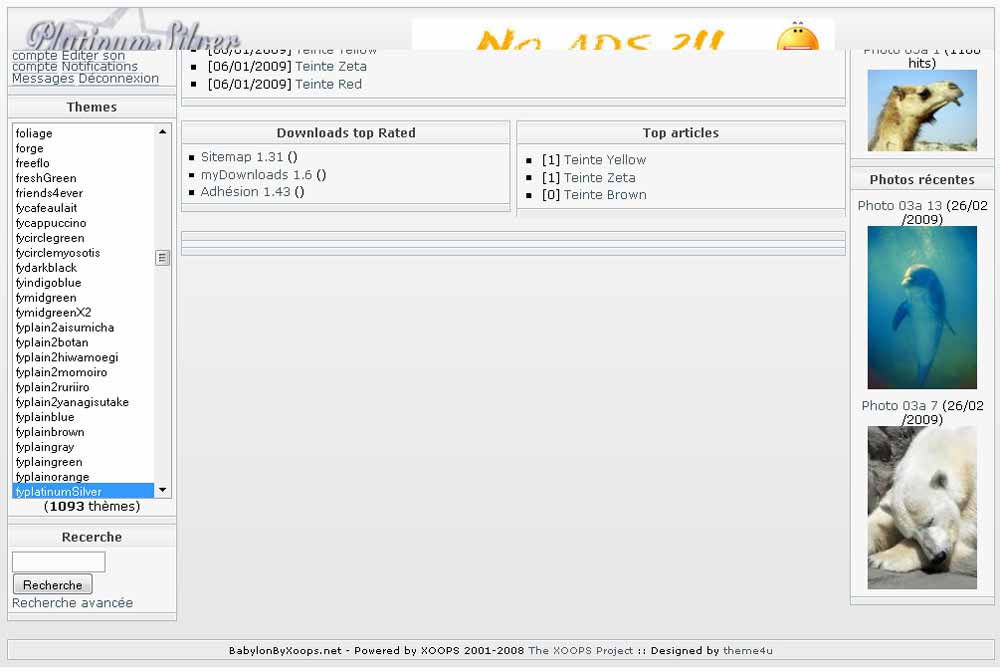 PlatinumSilver
No ADS ?!!
compte Editer son
compte Notifications
Messages Déconnexion
Themes
foliage
forge
freeflo
freshGreen
friends4ever
fycafeaulait
fycappuccino
fycirclegreen
fycirclemyosotis
fydarkblack
fyindigoblue
fymidgreen
fymidgreenX2
fyplain2aisumicha
fyplain2botan
fyplain2hiwamoegi
fyplain2momoiro
fyplain2ruriiro
fyplain2yanagisutake
fyplainblue
fyplainbrown
fyplaingray
fyplaingreen
fyplainorange
fyplatinumSilver
(1093 thèmes)
Recerche
Recherche
Recherche avancée
[06/01/2009] Teinte Yellow
[06/01/2009] Teinte Zeta
[06/01/2009] Teinte Red
Downloads top Rated
Sitemap 1.31 ()
myDownloads 1.6 ()
Adhésion 1.43 ()
Top articles
[1] Teinte Yellow
[1] Teinte Zeta
[0] Teinte Brown
Photo 03a 1 (1160
hits)
Photos récentes
Photo 03a 13 (26/02
/2009)
Photo 03a 7 (26/02
/2009)
BabylonByXoops.net - Powered by XOOPS 2001-2008 The XOOPS Project :: Designed by theme4u